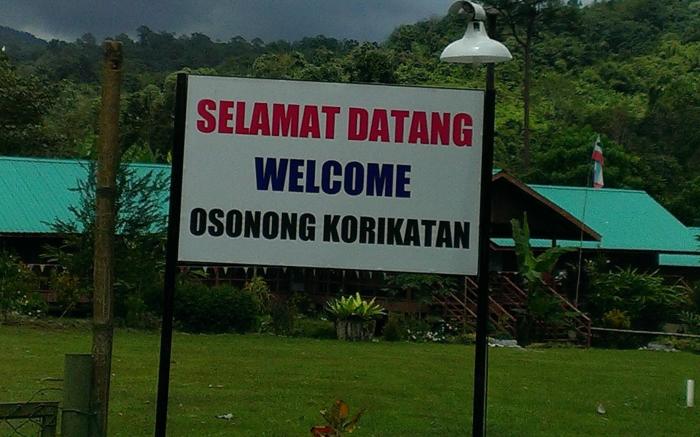 SELAMAT DATANG
WELCOME
OSONONG KORIKATAN